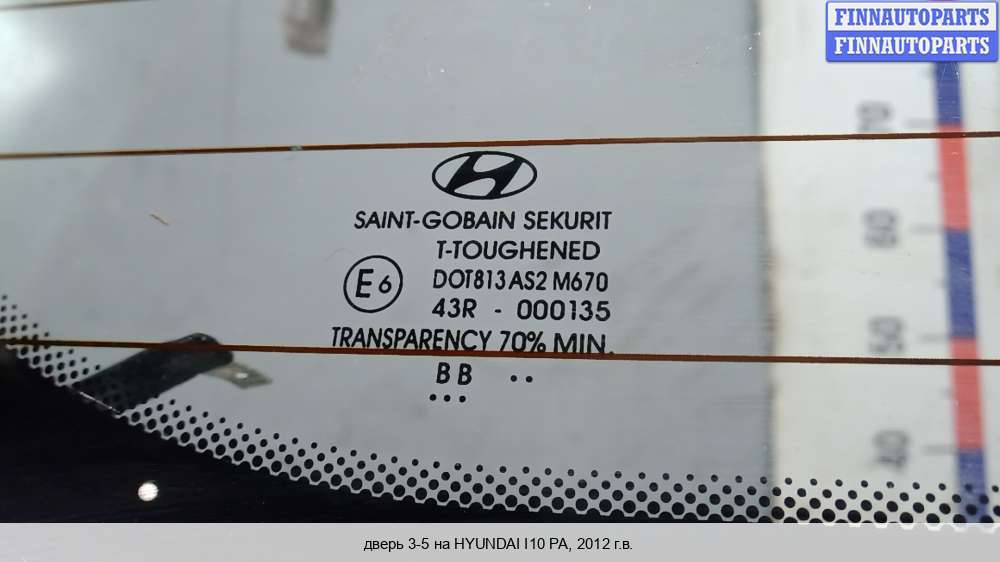 FINNAUTOPARTS
FINNAUTOPARTS
70
60
50
40
SAINT-GOBAIN SEKURIT
T-TOUGHENED
E6
DOT813 AS2 M670
43R - 000135
TRANSPARENCY 70% MIN.
B B ..
...
дверь 3-5 на HYUNDAI I10 PA, 2012 г.в.